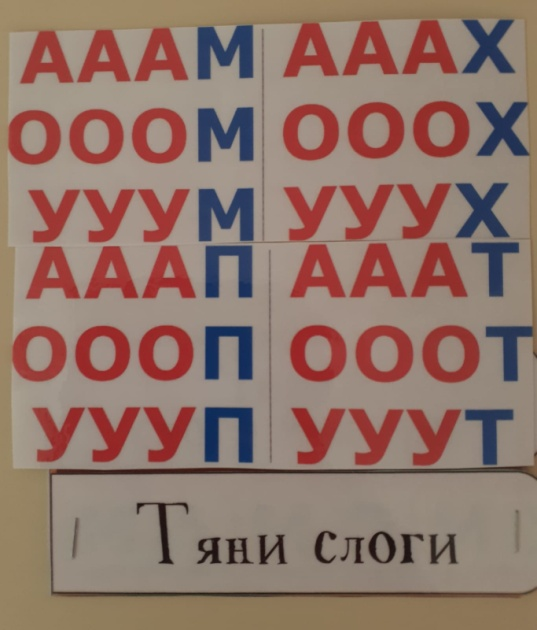 АААМ АААХ
ОООМ ОООХ
УУУМ УУУХ
АААП АААТ
ОООП ОООТ
УУУП УУУТ
Тяни слоги